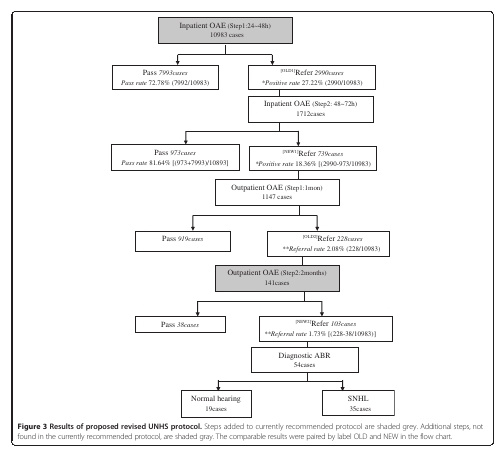 Inpatient OAE (Step1:24~48h)
10983 cases
Pass 7993cases
Pass rate 72.78% (7992/10983)
[OLD1]Refer 2990cases
*Positive rate 27.22% (2990/10983)
Inpatient OAE (Step2: 48~72h)
1712cases
Pass 973cases
Pass rate 81.64% [(973+7993)/10893]
[NEW1]Refer 739cases
*Positive rate 18.36% [(2990-973/10983)
Outpatient OAE (Step1:1mon)
1147 cases
Pass 919cases
[OLD2]Refer 228cases
**Referral rate 2.08% (228/10983)
Outpatient OAE (Step2:2months)
141cases
Pass 38cases
[NEW2]Refer 103cases
**Referral rate 1.73% [(228-38/10983)]
Diagnostic ABR
54cases
Normal hearing
19cases
SNHL
35cases
Figure 3 Results of proposed revised UNHS protocol. Steps added to currently recommended protocol are shaded grey. Additional steps, not
found in the currently recommended protocol, are shaded gray. The comparable results were paired by label OLD and NEW in the flow chart.